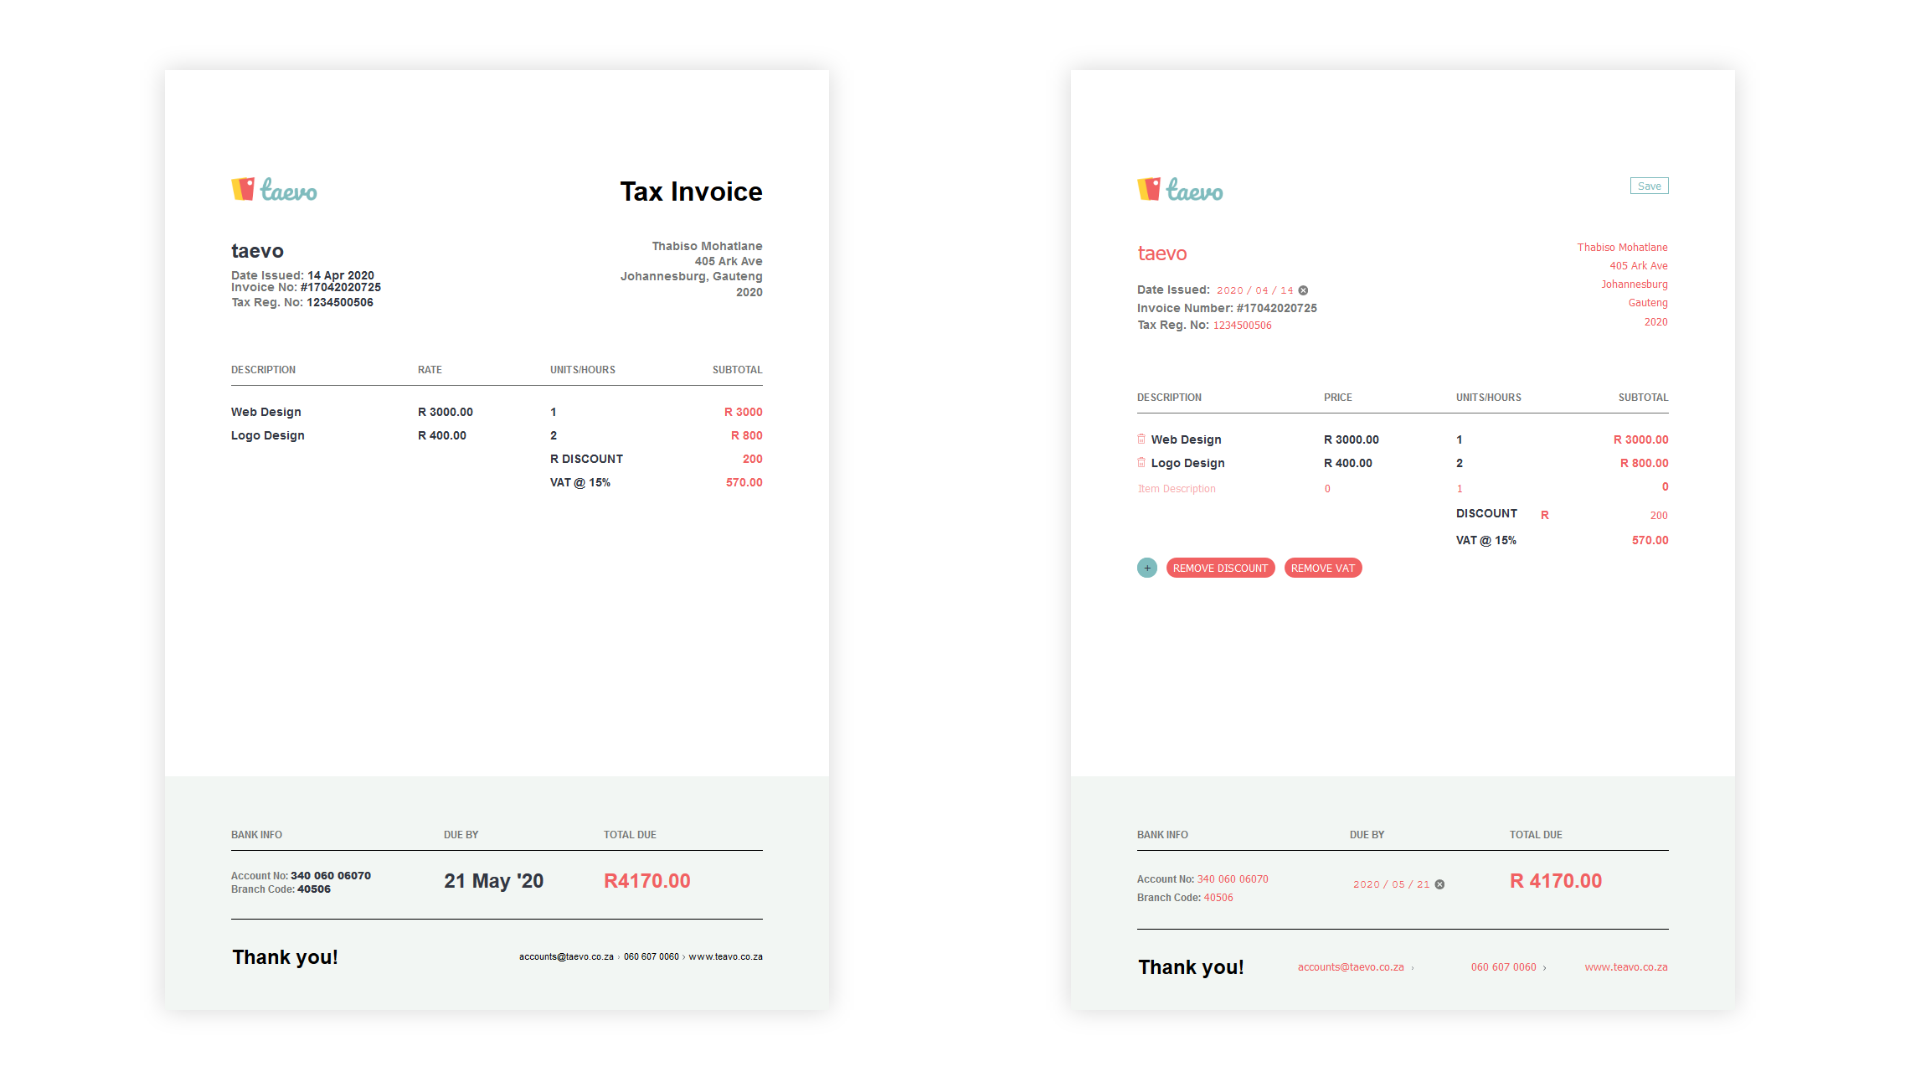 taevo
Tax Invoice
taevo
Date Issued: 14 Apr 2020
Invoice No: #17042020725
Tax Reg. No: 1234500506
Thabiso Mohatlane
405 Ark Ave
Johannesburg, Gauteng
2020
DESCRIPTION RATE UNITS/HOURS SUBTOTAL
Web Design R 3000.00 1 R 3000
Logo Design R 400.00 2 R 800
R DISCOUNT 200
VAT @ 15% 570.00
BANK INFO DUE BY TOTAL DUE
Account No: 340 060 06070
Branch Code: 40506
21 May '20
R4170.00
Thank you!
accounts@taevo.co.za › 060 607 0060 › www.teavo.co.za
taevo
Save
taevo
Date Issued: 2020 / 04 / 14
Invoice Number: #17042020725
Tax Reg. No: 1234500506
Thabiso Mohatlane
405 Ark Ave
Johannesburg
Gauteng
2020
DESCRIPTION PRICE UNITS/HOURS SUBTOTAL
Web Design R 3000.00 1 R 3000.00
Logo Design R 400.00 2 R 800.00
Item Description 0 1 0
DISCOUNT R 200
VAT @ 15% 570.00
+ REMOVE DISCOUNT REMOVE VAT
BANK INFO DUE BY TOTAL DUE
Account No: 340 060 06070
Branch Code: 40506
2020 / 05 / 21
R 4170.00
Thank you!
accounts@taevo.co.za › 060 607 0060 › www.teavo.co.za